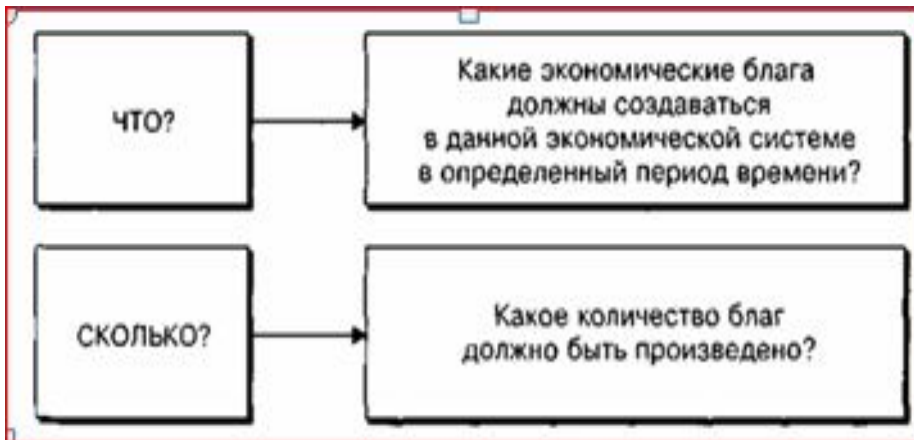 ЧТО?
Какие экономические блага
должны создаваться
в данной экономической системе
в определенный период времени?
СКОЛЬКО?
Какое количество благ
должно быть произведено?